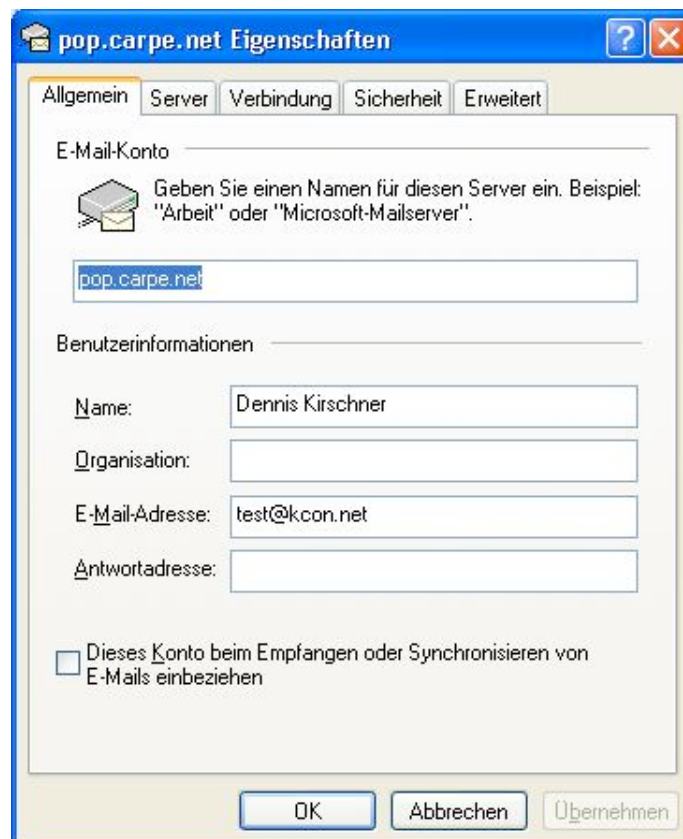 pop.carpe.net Eigenschaften
Allgemein Server Verbindung Sicherheit Erweitert
E-Mail-Konto
Geben Sie einen Namen für diesen Server ein. Beispiel:
"Arbeit" oder "Microsoft-Mailserver".
pop.carpe.net
Benutzerinformationen
Name: Dennis Kirschner
Organisation:
E-Mail-Adresse: test@kcon.net
Antwortadresse:
Dieses Konto beim Empfangen oder Synchronisieren von
E-Mails einbeziehen
OK Abbrechen Übernehmen